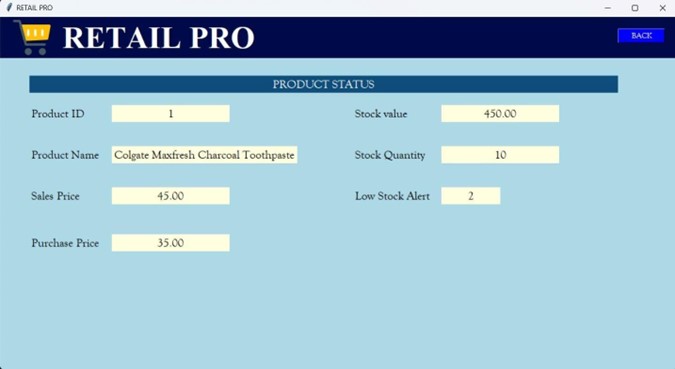 RETAIL PRO
RETAIL PRO
BACK
PRODUCT STATUS
Product ID 1 Stock value 450.00
Product Name Colgate Maxfresh Charcoal Toothpaste Stock Quantity 10
Sales Price 45.00 Low Stock Alert 2
Purchase Price 35.00